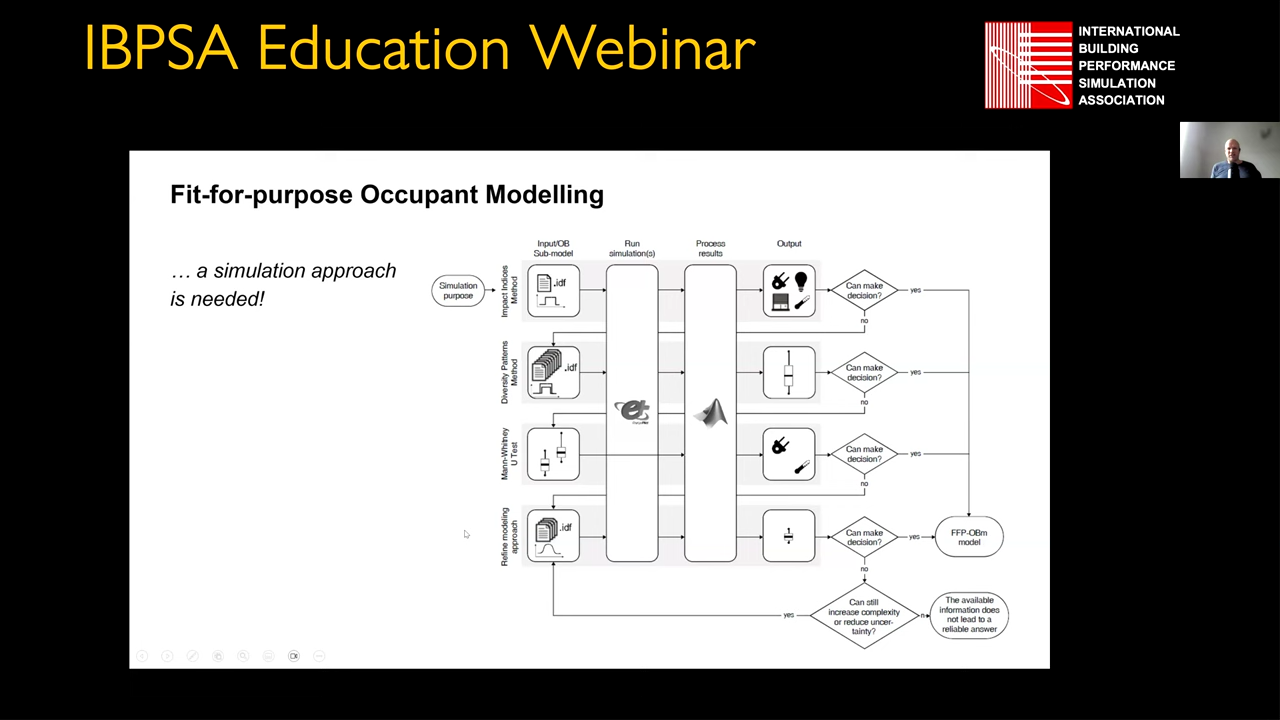 IBPSA Education Webinar
INTERNATIONAL
BUILDING
PERFORMANCE
SIMULATION
ASSOCIATION
Fit-for-purpose Occupant Modelling
… a simulation approach
is needed!
Input/OB
Sub-model
Run
simulation(s)
Process
results
Output
Simulation
purpose
Impact Indices
Method
.idf
Can make
decision?
yes
no
Diversity Patterns
Method
.idf
Can make
decision?
yes
no
Mann-Whitney
U Test
Can make
decision?
yes
no
Refine modeling
approach
.idf
Can make
decision?
yes
FFP-OBm
model
no
Can still
increase complexity
or reduce uncer-
tainty?
yes
n
The available
information does
not lead to a
reliable answer